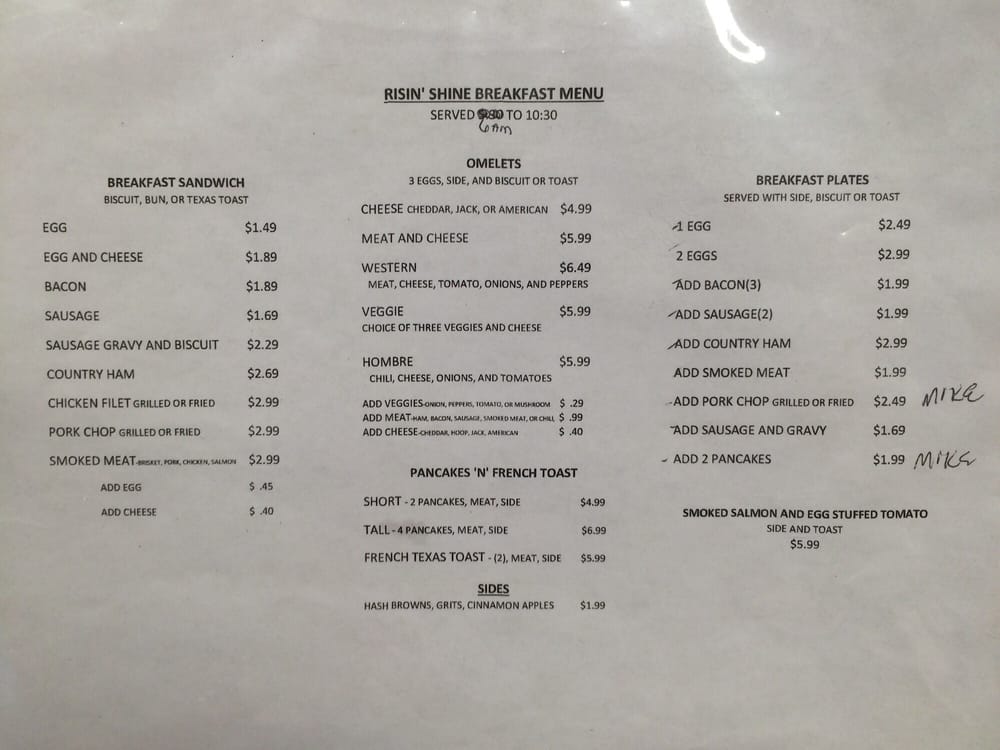 RISIN' SHINE BREAKFAST MENU
SERVED TO 10:30
6 AM
BREAKFAST SANDWICH
BISCUIT, BUN, OR TEXAS TOAST
EGG $1.49
EGG AND CHEESE $1.89
BACON $1.89
SAUSAGE $1.69
SAUSAGE GRAVY AND BISCUIT $2.29
COUNTRY HAM $2.69
CHICKEN FILET GRILLED OR FRIED $2.99
PORK CHOP GRILLED OR FRIED $2.99
SMOKED MEAT-BRISKET, PORK, CHICKEN, SALMON $2.99
ADD EGG $ .45
ADD CHEESE $ .40
OMELETS
3 EGGS, SIDE, AND BISCUIT OR TOAST
CHEESE CHEDDAR, JACK, OR AMERICAN $4.99
MEAT AND CHEESE $5.99
WESTERN $6.49
MEAT, CHEESE, TOMATO, ONIONS, AND PEPPERS
VEGGIE $5.99
CHOICE OF THREE VEGGIES AND CHEESE
HOMBRE $5.99
CHILI, CHEESE, ONIONS, AND TOMATOES
ADD VEGGIES-ONION, PEPPERS, TOMATO, OR MUSHROOM $ .29
ADD MEAT-HAM, BACON, SAUSAGE, SMOKED MEAT, OR CHILI, $ .99
ADD CHEESE-CHEDDAR, HOOP, JACK, AMERICAN $ .40
PANCAKES 'N' FRENCH TOAST
SHORT - 2 PANCAKES, MEAT, SIDE $4.99
TALL - 4 PANCAKES, MEAT, SIDE $6.99
FRENCH TEXAS TOAST - (2), MEAT, SIDE $5.99
SIDES
HASH BROWNS, GRITS, CINNAMON APPLES $1.99
BREAKFAST PLATES
SERVED WITH SIDE, BISCUIT OR TOAST
1 EGG $2.49
2 EGGS $2.99
ADD BACON(3) $1.99
ADD SAUSAGE(2) $1.99
ADD COUNTRY HAM $2.99
ADD SMOKED MEAT $1.99
ADD PORK CHOP GRILLED OR FRIED $2.49 MIKE
ADD SAUSAGE AND GRAVY $1.69
ADD 2 PANCAKES $1.99 MIKE
SMOKED SALMON AND EGG STUFFED TOMATO
SIDE AND TOAST
$5.99